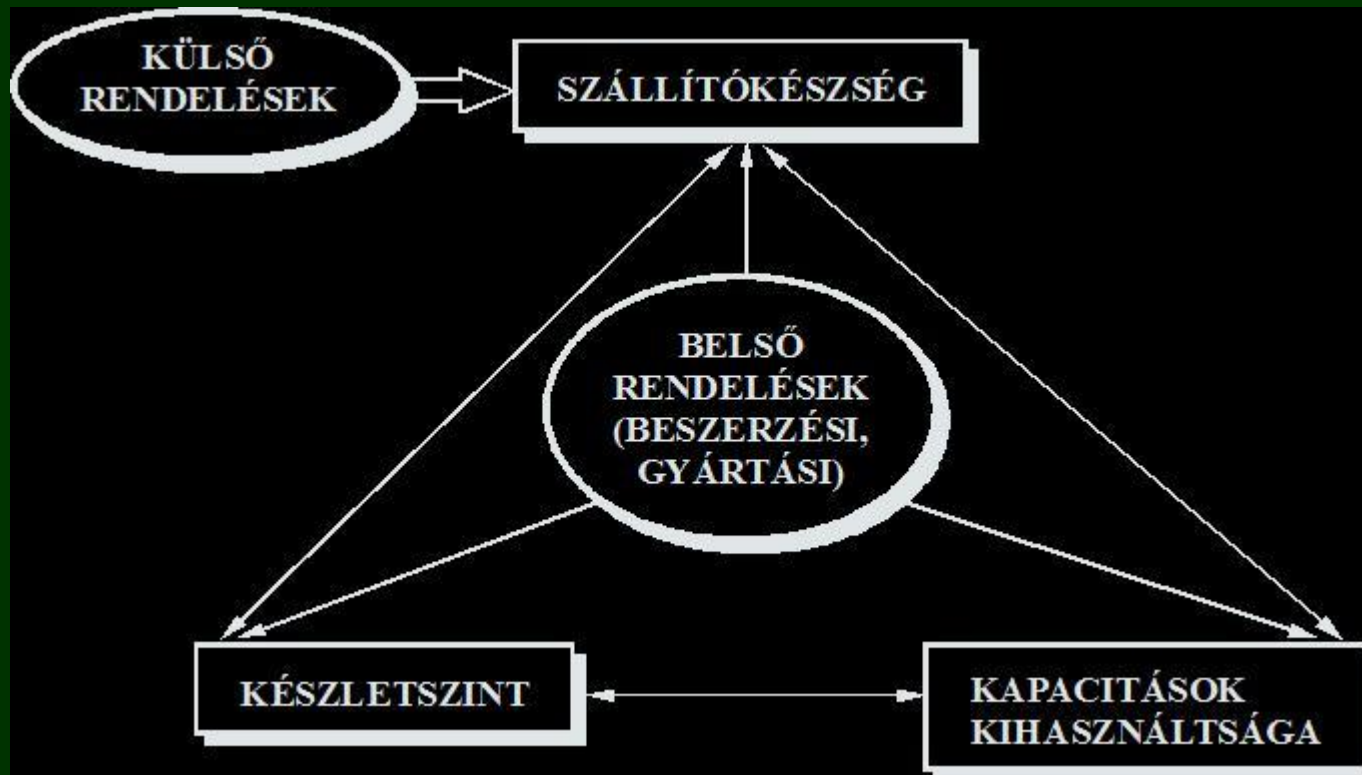 KÜLSŐ
RENDELÉSEK
SZÁLLÍTÓKÉSZSÉG
BELSŐ
RENDELÉSEK
(BESZERZÉSI,
GYÁRTÁSI)
KÉSZLETSZINT
KAPACITÁSOK
KIHASZNÁLTSÁGA